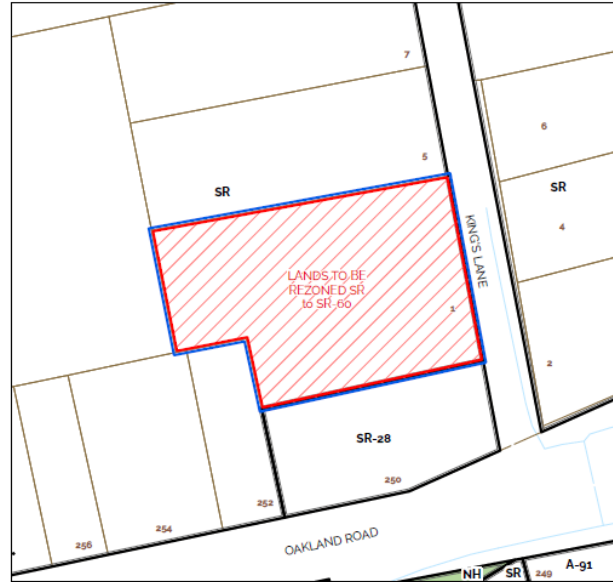 7
6
5
SR
SR
4
KING'S LANE
LANDS TO BE
REZONED SR
to SR-60
1
2
SR-28
250
252
254
256
OAKLAND ROAD
NH
SR
249
A-91